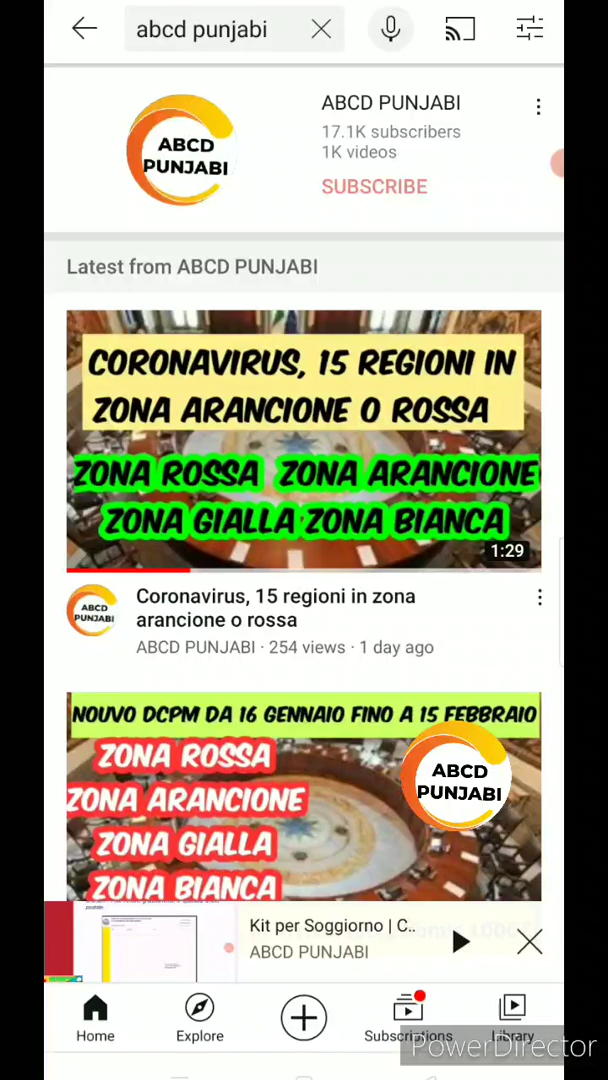 abcd punjabi
ABCD
PUNJABI
ABCD PUNJABI
17.1K subscribers
1K videos
SUBSCRIBE
Latest from ABCD PUNJABI
CORONAVIRUS, 15 REGIONI IN
ZONA ARANCIONE O ROSSA
ZONA ROSSA ZONA ARANCIONE
ZONA GIALLA ZONA BIANCA
1:29
ABCD
PUNJABI
Coronavirus, 15 regioni in zona
arancione o rossa
ABCD PUNJABI · 254 views · 1 day ago
NOUVO DCPM DA 16 GENNAIO FINO A 15 FEBBRAIO
ZONA ROSSA
ZONA ARANCIONE
ZONA GIALLA
ZONA BIANCA
ABCD
PUNJABI
Kit per Soggiorno | C..
ABCD PUNJABI
Home
Explore
Subscriptions
Library
PowerDirector